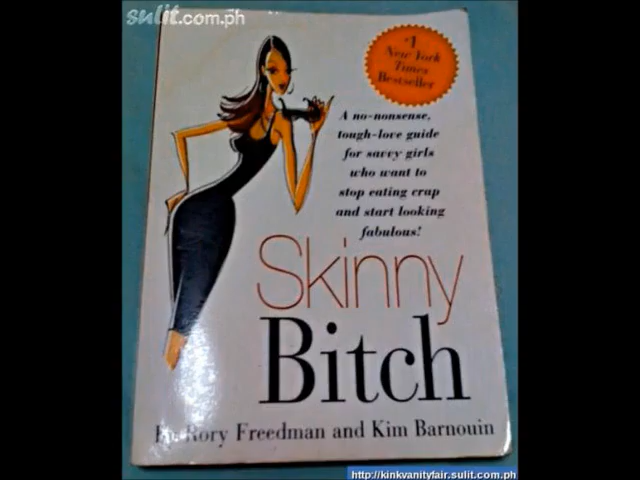 sulit.com.ph
#1
New York
Times
Bestseller
A no-nonsense,
tough-love guide
for savvy girls
who want to
stop eating crap
and start looking
fabulous!
Skinny
Bitch
Rory Freedman and Kim Barnouin
http://kinkvanityfair.sulit.com.ph